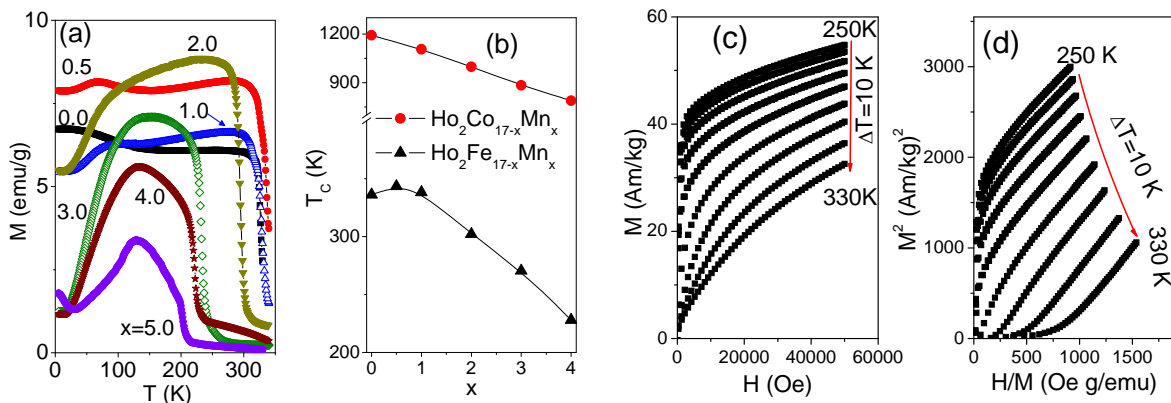 (a)
2.0
0.5
0.0
1.0
3.0
4.0
x=5.0
10
5
0
M (emu/g)
0
100
200
300
T (K)
(b)
1200
900
300
200
T_C (K)
Ho₂Co₁₇₋ₓMnₓ
Ho₂Fe₁₇₋ₓMnₓ
0
1
2
3
4
x
(c)
250K
ΔT=10 K
330K
60
40
20
0
M (Am/kg)
0
20000
40000
60000
H (Oe)
(d)
250 K
ΔT=10 K
330 K
3000
2000
1000
0
M² (Am/kg)²
0
500
1000
1500
H/M (Oe g/emu)